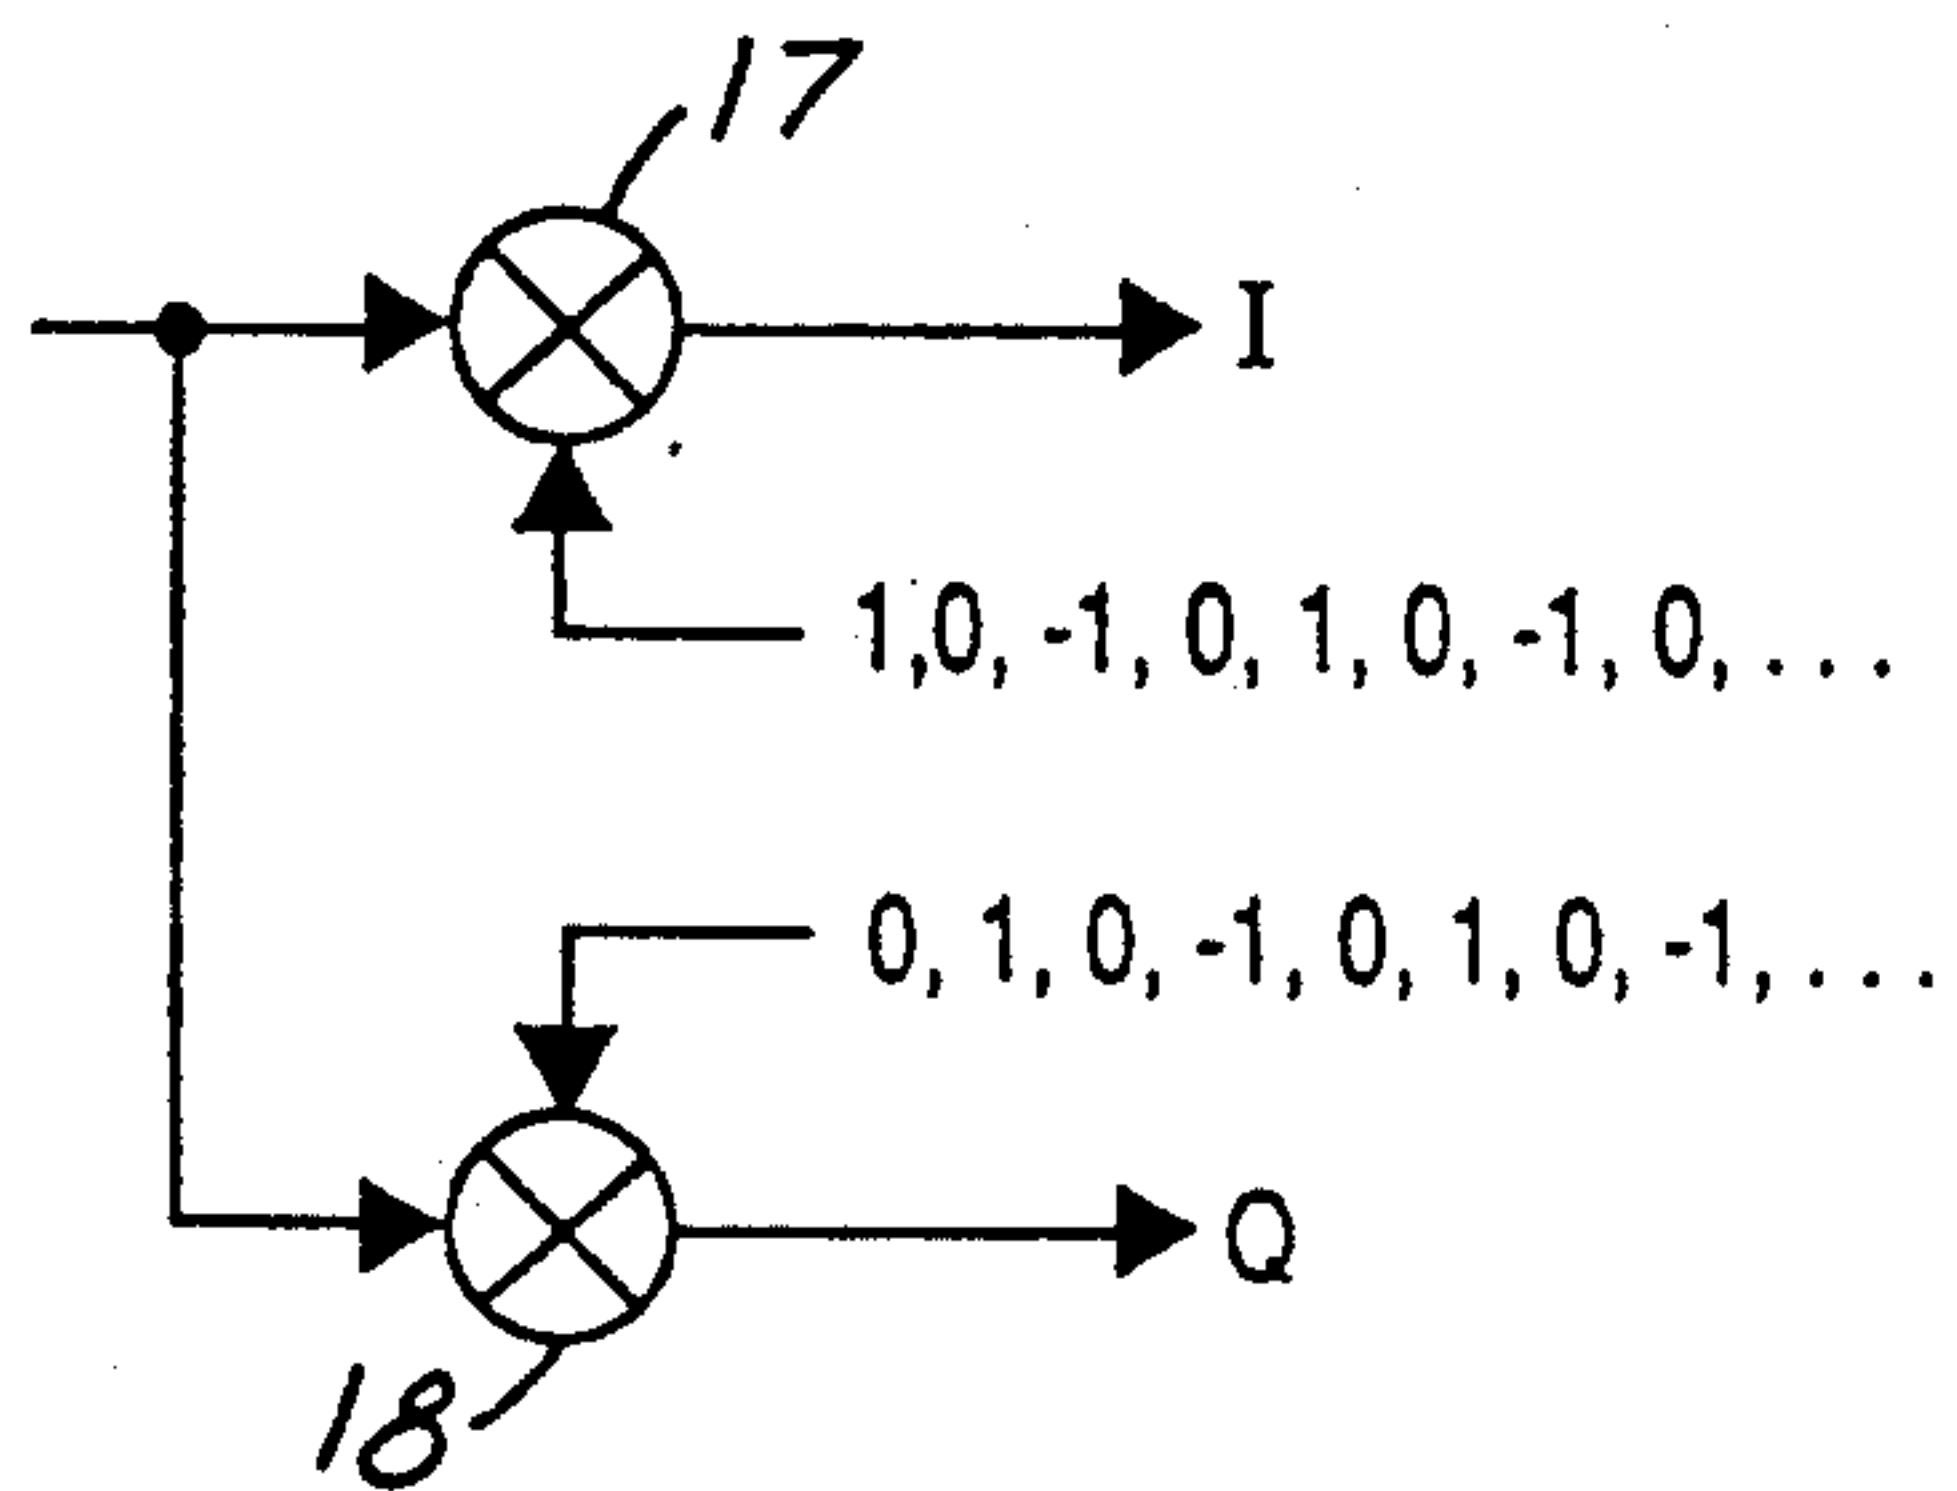 17
I
1,0, -1, 0, 1, 0, -1, 0, . . .
0, 1, 0, -1, 0, 1, 0, -1, . . .
Q
18